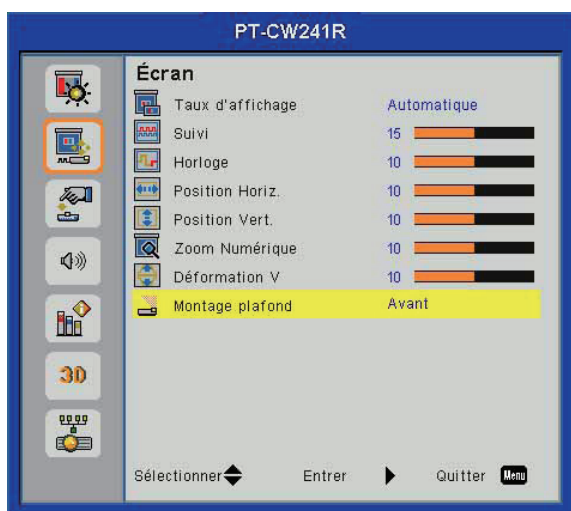 PT-CW241R
Écran
Taux d'affichage Automatique
Suivi 15
Horloge 10
Position Horiz. 10
Position Vert. 10
Zoom Numérique 10
Déformation V 10
Montage plafond Avant
3D
Sélectionner Entrer Quitter Menu